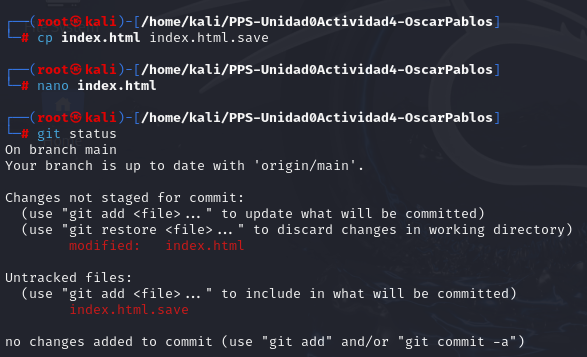 ┌──(root㉿kali)-[/home/kali/PPS-Unidad0Actividad4-OscarPablos]
└─# cp index.html index.html.save
┌──(root㉿kali)-[/home/kali/PPS-Unidad0Actividad4-OscarPablos]
└─# nano index.html
┌──(root㉿kali)-[/home/kali/PPS-Unidad0Actividad4-OscarPablos]
└─# git status
On branch main
Your branch is up to date with 'origin/main'.
Changes not staged for commit:
  (use "git add <file>..." to update what will be committed)
  (use "git restore <file>..." to discard changes in working directory)
        modified:   index.html
Untracked files:
  (use "git add <file>..." to include in what will be committed)
        index.html.save
no changes added to commit (use "git add" and/or "git commit -a")